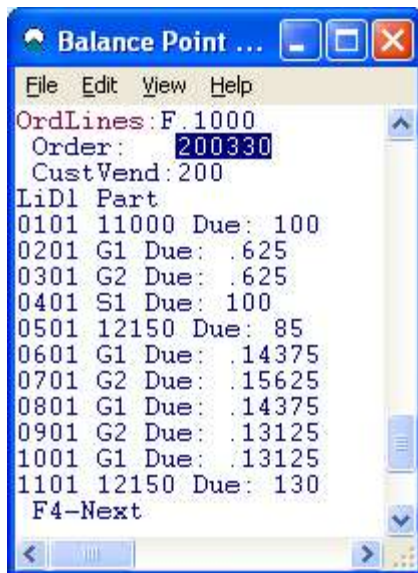 Balance Point ...
File Edit View Help
OrdLines:F.1000
Order: 200330
CustVend:200
LiDl Part
0101 11000 Due: 100
0201 G1 Due: .625
0301 G2 Due: .625
0401 S1 Due: 100
0501 12150 Due: 85
0601 G1 Due: .14375
0701 G2 Due: .15625
0801 G1 Due: .14375
0901 G2 Due: .13125
1001 G1 Due: .13125
1101 12150 Due: 130
F4-Next